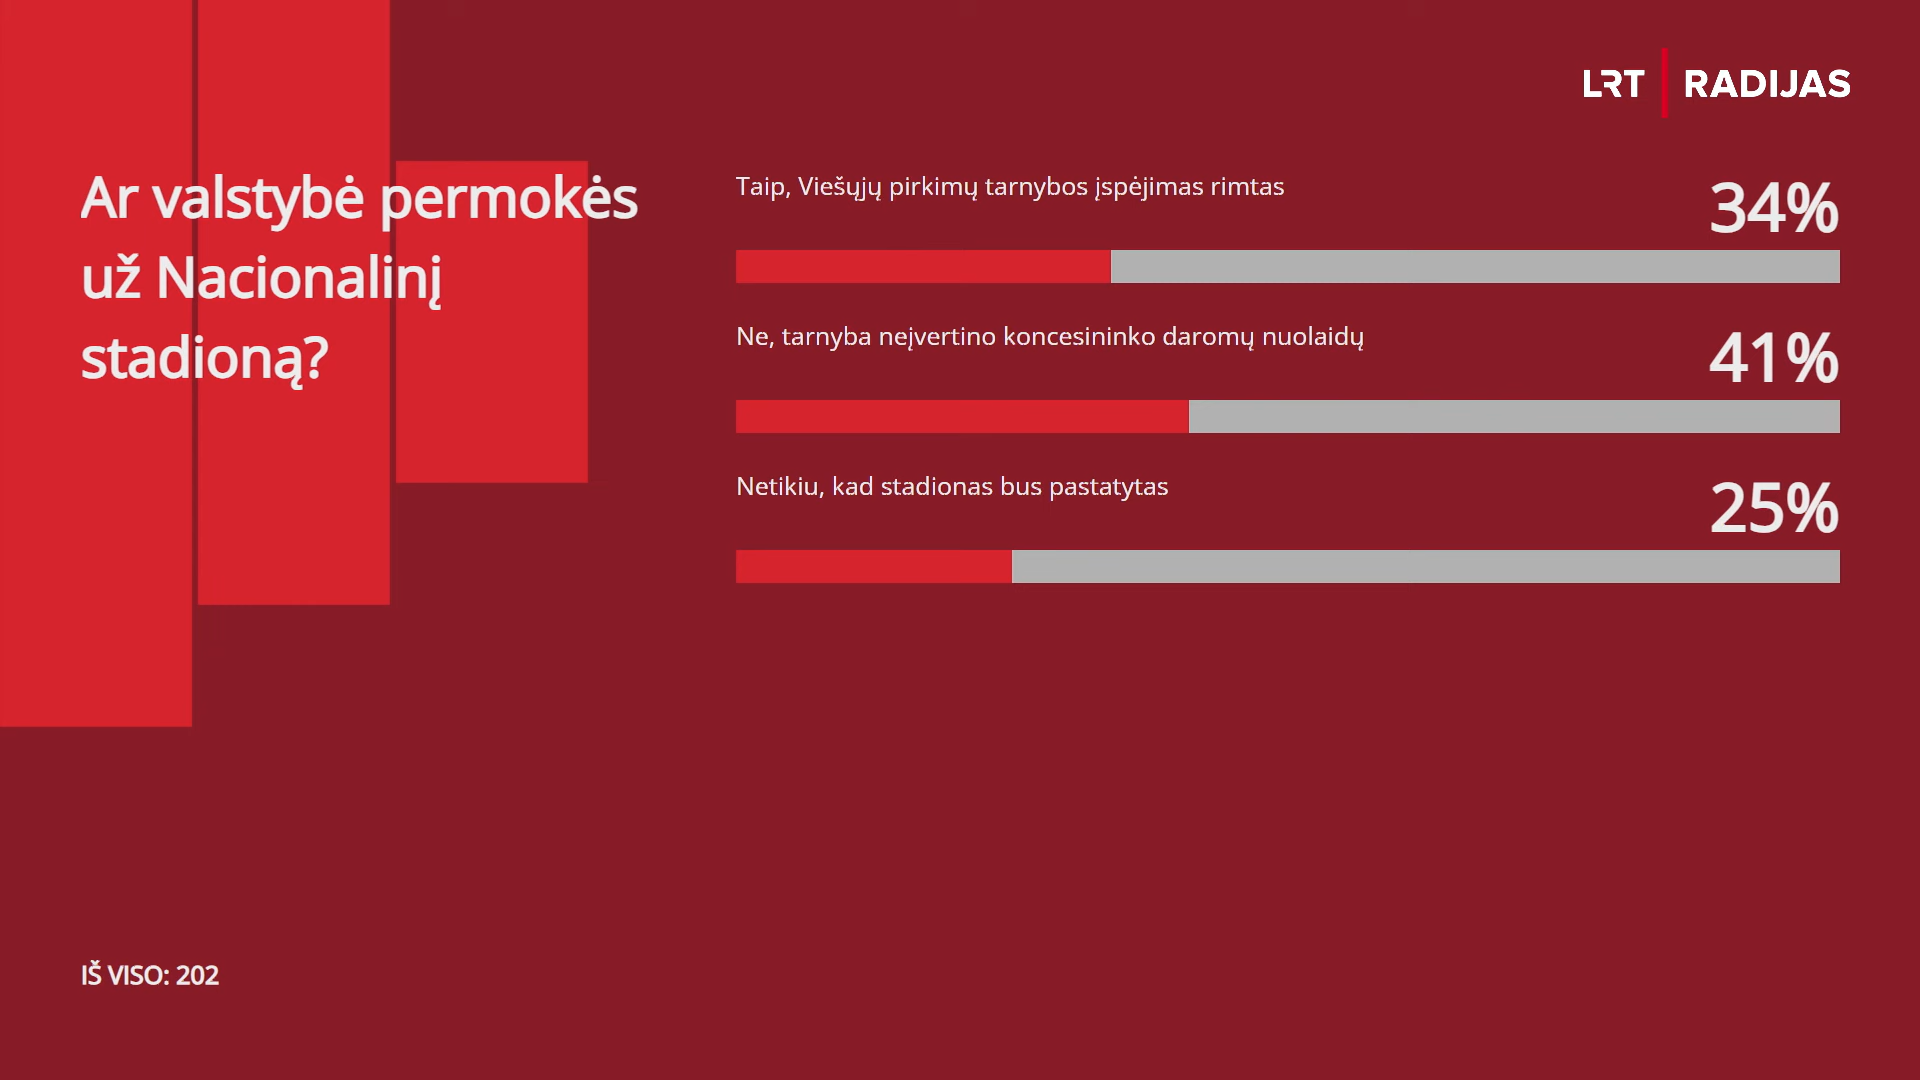 LRT RADIJAS
Ar valstybė permokės
už Nacionalinį
stadioną?
Taip, Viešųjų pirkimų tarnybos įspėjimas rimtas
34%
Ne, tarnyba neįvertino koncesininko daromų nuolaidų
41%
Netikiu, kad stadionas bus pastatytas
25%
IŠ VISO: 202